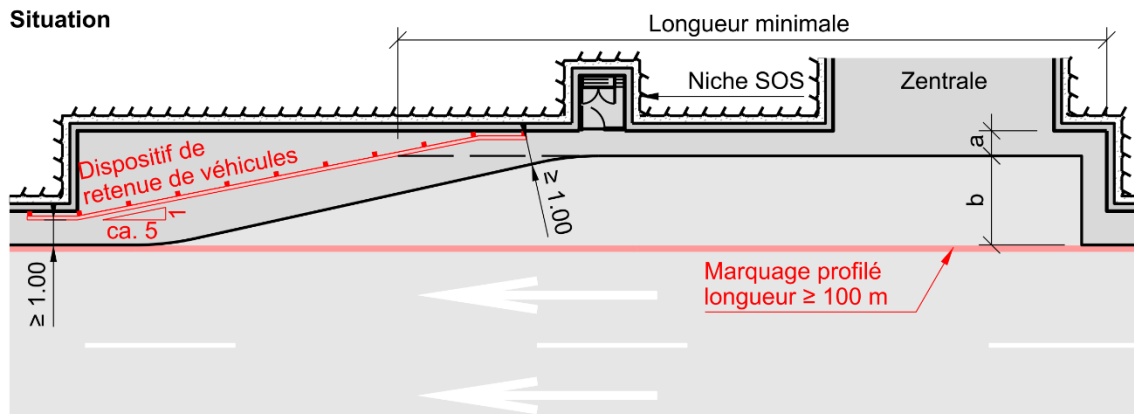 Situation
Longueur minimale
Niche SOS
Zentrale
a
Dispositif de
retenue de véhicules
1
ca. 5
≥ 1.00
b
≥ 1.00
Marquage profilé
longueur ≥ 100 m